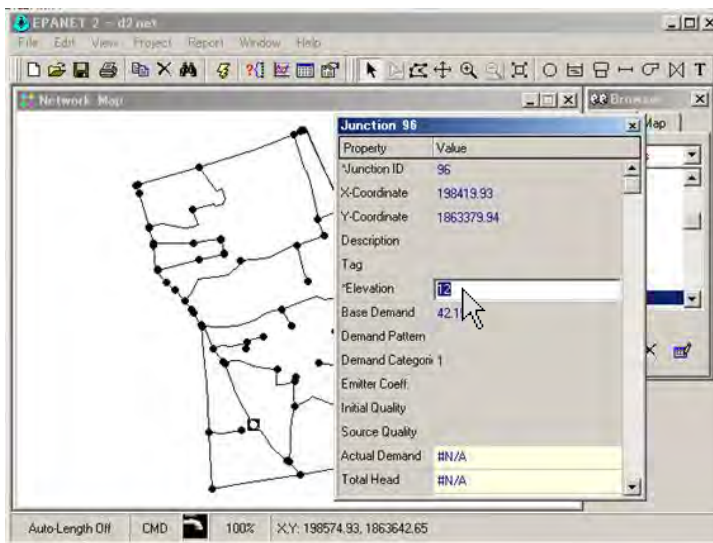 EPANET 2 - d2.net
File Edit View Project Report Window Help
T
Network Map
Browser
Map
Junction 96
Property Value
*Junction ID 96
X-Coordinate 198419.93
Y-Coordinate 1863379.94
Description
Tag
*Elevation 12
Base Demand
Demand Pattern
Demand Categori 1
Emitter Coeff.
Initial Quality
Source Quality
Actual Demand #N/A
Total Head #N/A
Auto-Length Off CMD 100% X,Y: 198574.93, 1863642.65